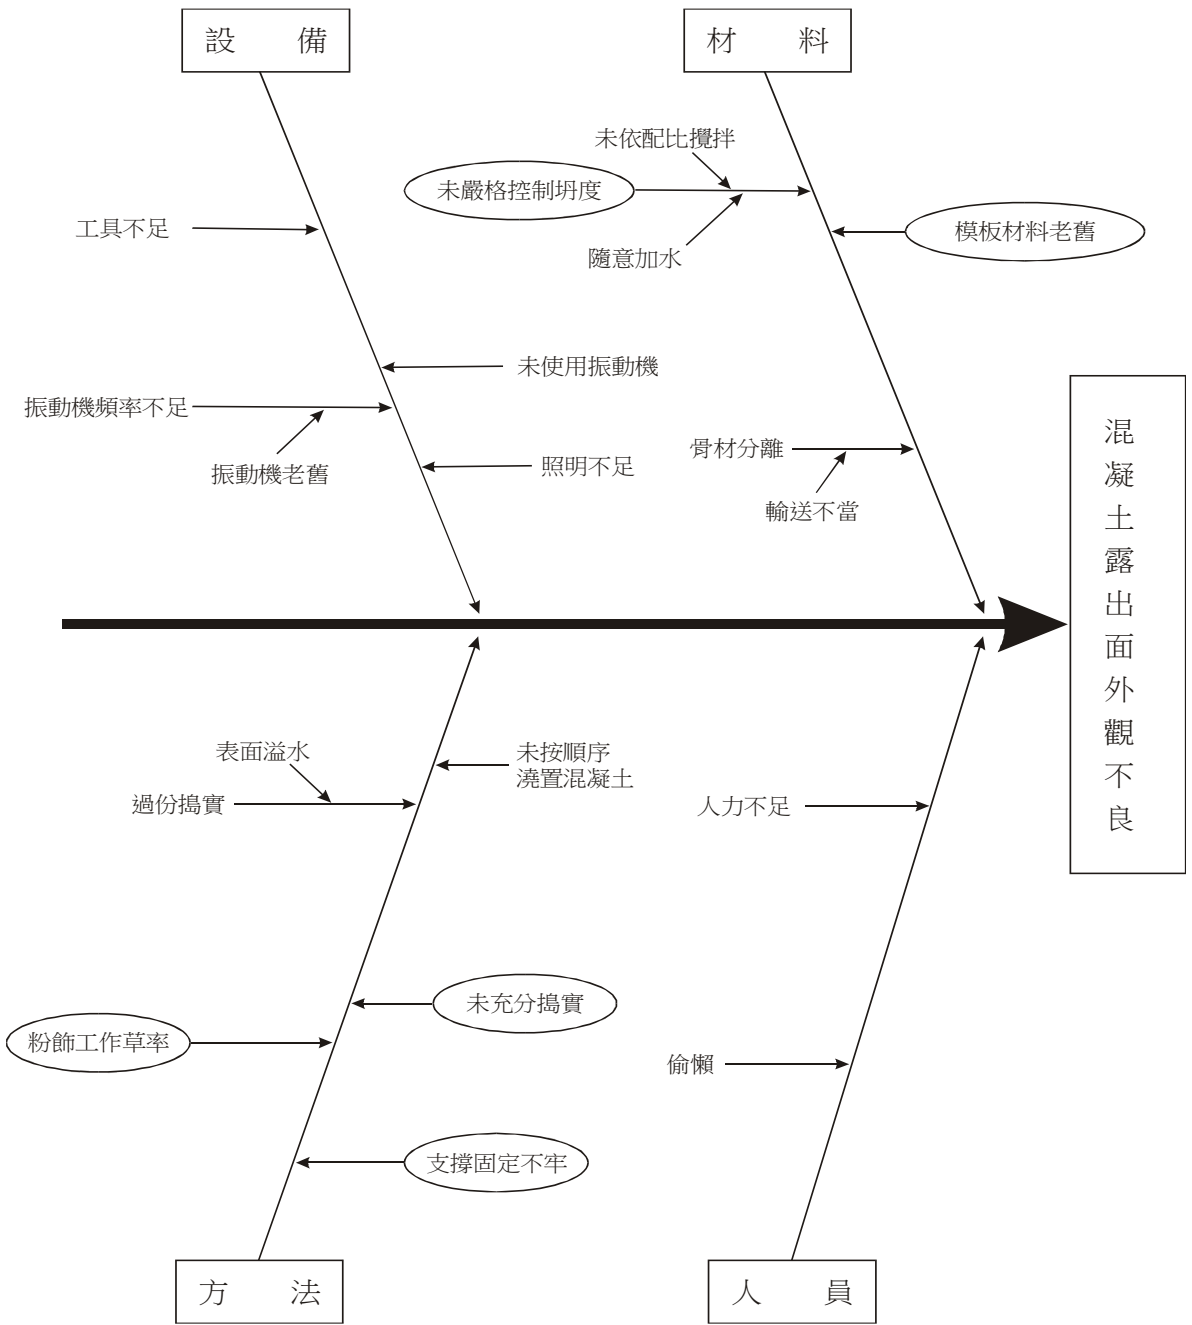 設備
材料
未依配比攪拌
未嚴格控制坍度
隨意加水
模板材料老舊
工具不足
未使用振動機
振動機頻率不足
振動機老舊
照明不足
骨材分離
輸送不當
混凝土露出面外觀不良
表面溢水
過份搗實
未按順序
澆置混凝土
人力不足
未充分搗實
粉飾工作草率
偷懶
支撐固定不牢
方法
人員